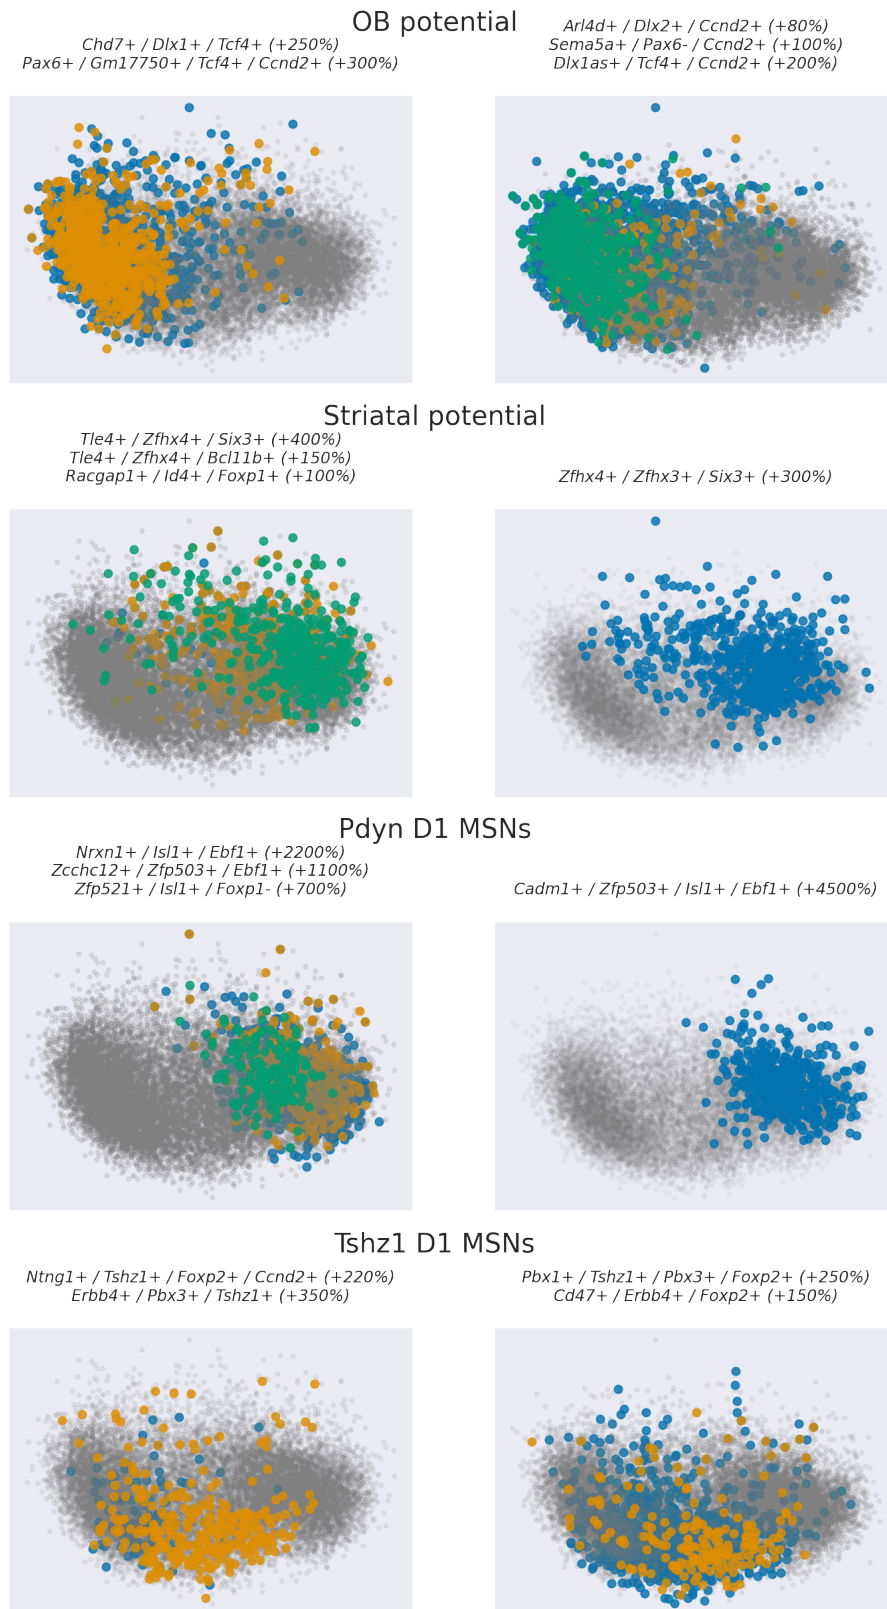 OB potential
Chd7+ / Dlx1+ / Tcf4+ (+250%)
Pax6+ / Gm17750+ / Tcf4+ / Ccnd2+ (+300%)
Arl4d+ / Dlx2+ / Ccnd2+ (+80%)
Sema5a+ / Pax6- / Ccnd2+ (+100%)
Dlx1as+ / Tcf4+ / Ccnd2+ (+200%)
Striatal potential
Tle4+ / Zfhx4+ / Six3+ (+400%)
Tle4+ / Zfhx4+ / Bcl11b+ (+150%)
Racgap1+ / Id4+ / Foxp1+ (+100%)
Zfhx4+ / Zfhx3+ / Six3+ (+300%)
Pdyn D1 MSNs
Nrxn1+ / Isl1+ / Ebf1+ (+2200%)
Zcchc12+ / Zfp503+ / Ebf1+ (+1100%)
Zfp521+ / Isl1+ / Foxp1- (+700%)
Cadm1+ / Zfp503+ / Isl1+ / Ebf1+ (+4500%)
Tshz1 D1 MSNs
Ntng1+ / Tshz1+ / Foxp2+ / Ccnd2+ (+220%)
Erbb4+ / Pbx3+ / Tshz1+ (+350%)
Pbx1+ / Tshz1+ / Pbx3+ / Foxp2+ (+250%)
Cd47+ / Erbb4+ / Foxp2+ (+150%)